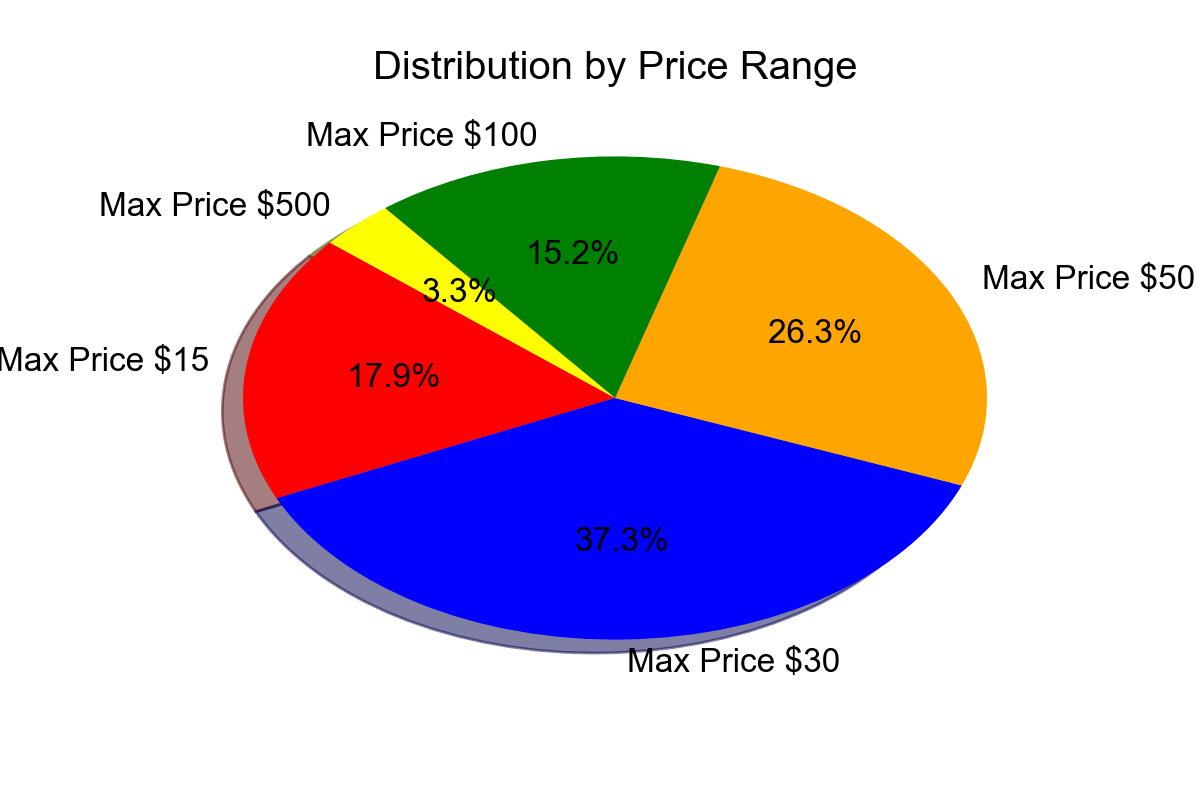 Distribution by Price Range
Max Price $100
Max Price $500
15.2%
Max Price $50
3.3%
26.3%
Max Price $15
17.9%
37.3%
Max Price $30